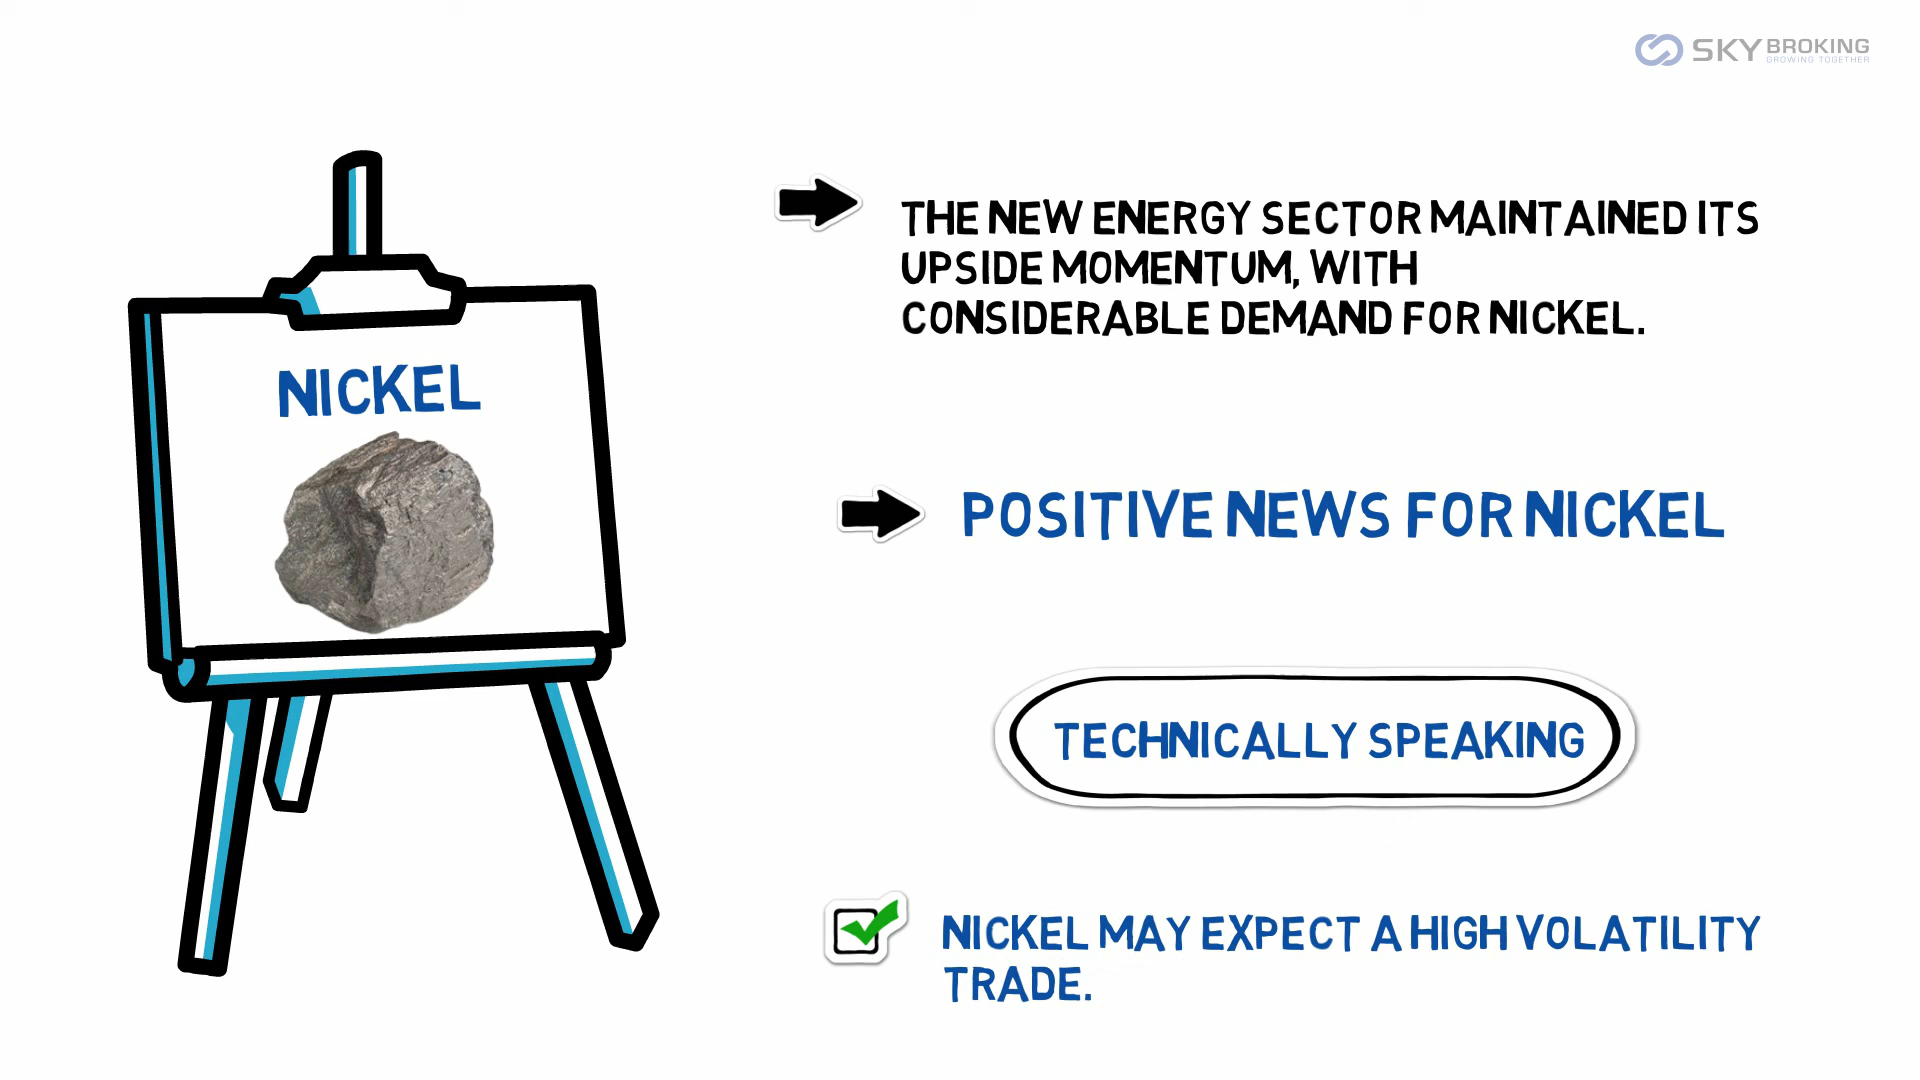 SKY BROKING
GROWING TOGETHER
NICKEL
THE NEW ENERGY SECTOR MAINTAINED ITS
UPSIDE MOMENTUM, WITH
CONSIDERABLE DEMAND FOR NICKEL.
POSITIVE NEWS FOR NICKEL
TECHNICALLY SPEAKING
NICKEL MAY EXPECT A HIGH VOLATILITY
TRADE.